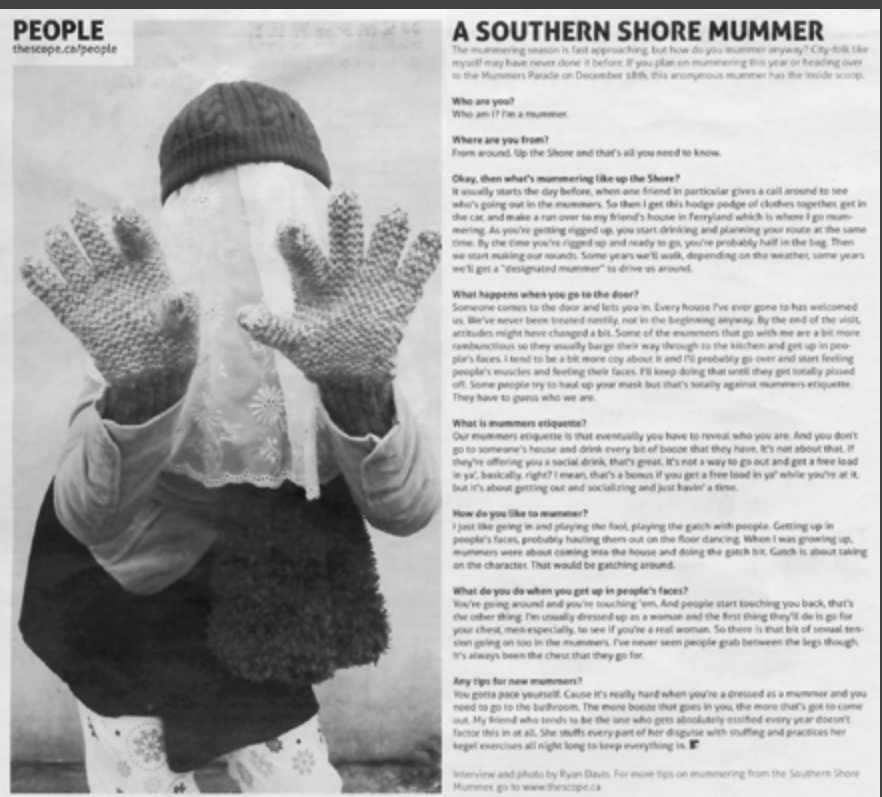 PEOPLE
thescope.ca/people
A SOUTHERN SHORE MUMMER
The mummering season is fast approaching, but how do you mummer anyway? City-folk like
myself may have never done it before. If you plan on mummering this year or heading over
to the Mummers Parade on December 18th, this anonymous mummer has the inside scoop.
Who are you?
Who am I? I'm a mummer.
Where are you from?
From around. Up the Shore and that's all you need to know.
Okay, then what's mummering like up the Shore?
It usually starts the day before, when one friend in particular gives a call around to see
who's going out in the mummers. So then I get this hodge podge of clothes together, get in
the car, and make a run over to my friend's house in Ferryland which is where I go mum-
mering. As you're getting rigged up, you start drinking and planning your route at the same
time. By the time you're rigged up and ready to go, you're probably half in the bag. Then
we start making our rounds. Some years we'll walk, depending on the weather, some years
we'll get a "designated mummer" to drive us around.
What happens when you go to the door?
Someone comes to the door and lets you in. Every house I've ever gone to has welcomed
us. We've never been treated nastily, not in the beginning anyway. By the end of the visit,
attitudes might have changed a bit. Some of the mummers that go with me are a bit more
rambunctious so they usually barge their way through to the kitchen and get up in peo-
ple's faces. I tend to be a bit more coy about it and I'll probably go over and start feeling
people's muscles and feeling their faces. I'll keep doing that until they get totally pissed
off. Some people try to haul up your mask but that's totally against mummers etiquette.
They have to guess who we are.
What is mummers etiquette?
Our mummers etiquette is that eventually you have to reveal who you are. And you don't
go to someone's house and drink every bit of booze that they have. It's not about that. If
they're offering you a social drink, that's great. It's not a way to go out and get a free load
in ya', basically, right? I mean, that's a bonus if you get a free load in ya' while you're at it,
but it's about getting out and socializing and just havin' a time.
How do you like to mummer?
I just like going in and playing the fool, playing the gatch with people. Getting up in
people's faces, probably hauling them out on the floor dancing. When I was growing up,
mummers were about coming into the house and doing the gatch bit. Gatch is about taking
on the character. That would be gatching around.
What do you do when you get up in people's faces?
You're going around and you're touching 'em. And people start touching you back, that's
the other thing. I'm usually dressed up as a woman and the first thing they'll do is go for
your chest, men especially, to see if you're a real woman. So there is that bit of sexual ten-
sion going on too in the mummers. I've never seen people grab between the legs though.
It's always been the chest that they go for.
Any tips for new mummers?
You gotta pace yourself. Cause it's really hard when you're a dressed as a mummer and you
need to go to the bathroom. The more booze that goes in you, the more that's got to come
out. My friend who tends to be the one who gets absolutely ossified every year doesn't
factor this in at all. She stuffs every part of her disguise with stuffing and practices her
kegel exercises all night long to keep everything in.
Interview and photo by Ryan Davis. For more tips on mummering from the Southern Shore
Mummer, go to www.thescope.ca